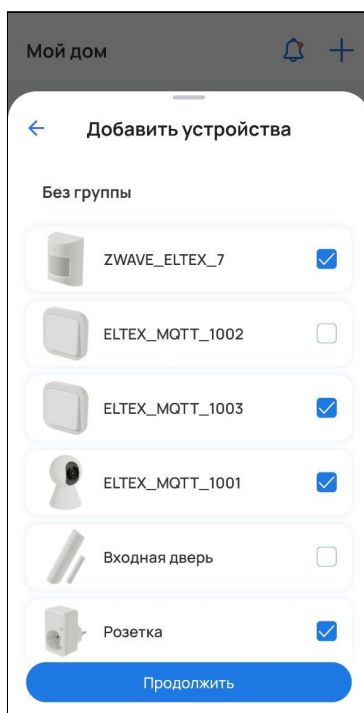 Мой дом
Добавить устройства
Без группы
ZWAVE_ELTEX_7
ELTEX_MQTT_1002
ELTEX_MQTT_1003
ELTEX_MQTT_1001
Входная дверь
Розетка
Продолжить